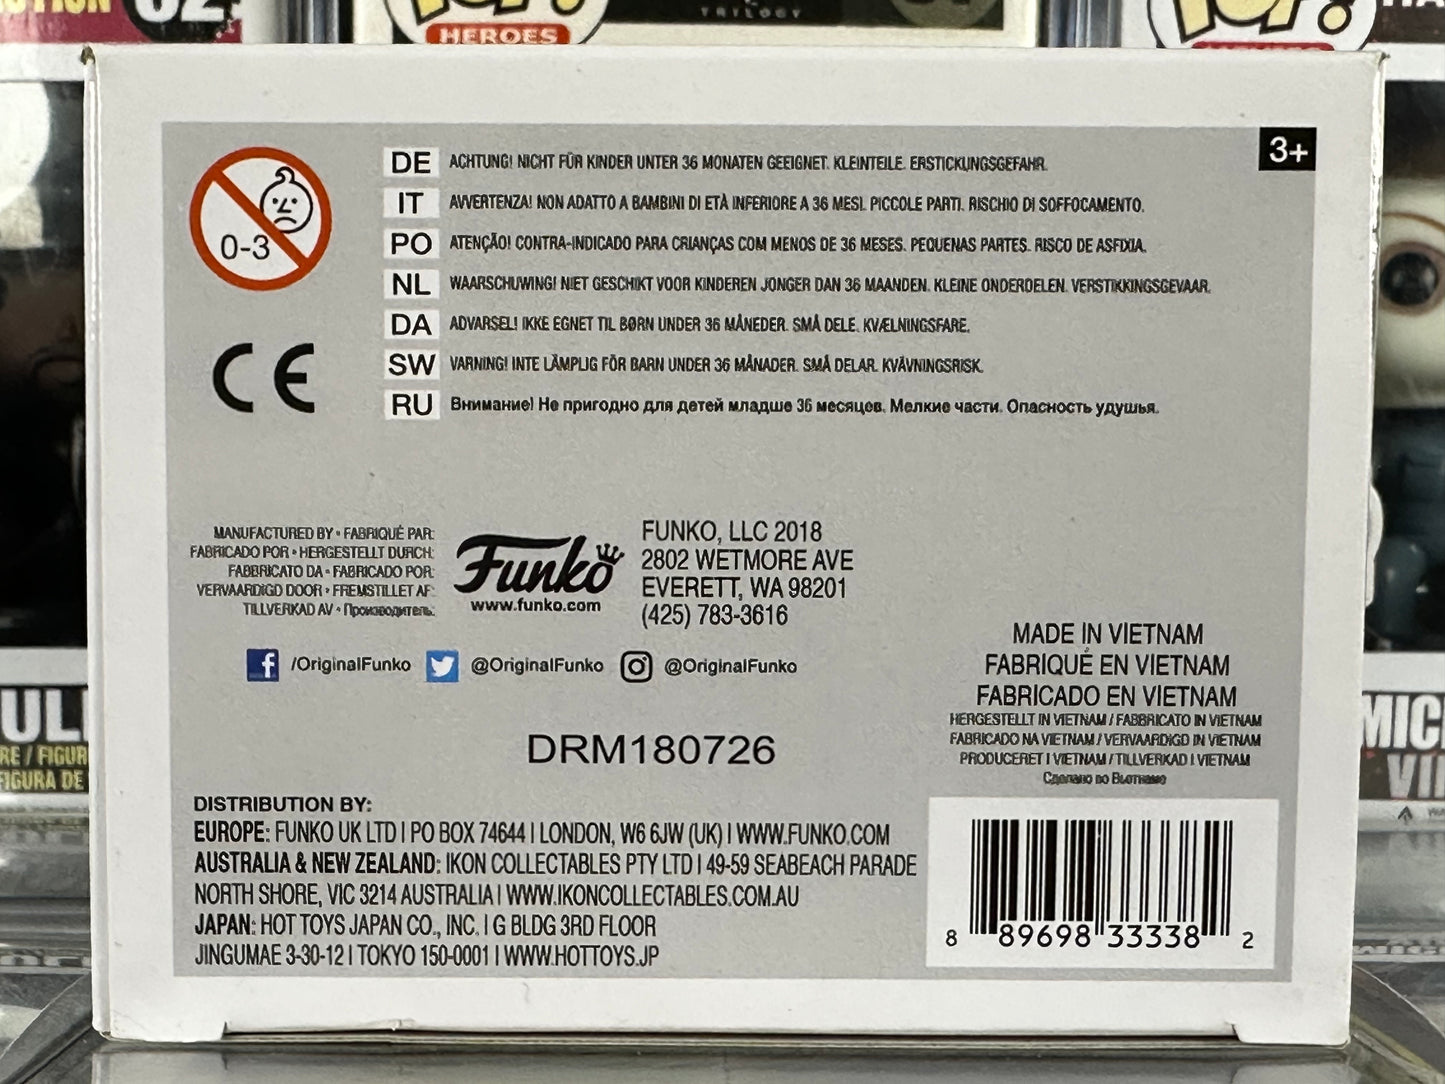 HEROES
TRILOGY
3+
0-3
DE ACHTUNG! NICHT FÜR KINDER UNTER 36 MONATEN GEEIGNET. KLEINTEILE. ERSTICKUNGSGEFAHR.
IT AVVERTENZA! NON ADATTO A BAMBINI DI ETÀ INFERIORE A 36 MESI. PICCOLE PARTI. RISCHIO DI SOFFOCAMENTO.
PO ATENÇÃO! CONTRA-INDICADO PARA CRIANÇAS COM MENOS DE 36 MESES. PEQUENAS PARTES. RISCO DE ASFIXIA.
NL WAARSCHUWING! NIET GESCHIKT VOOR KINDEREN JONGER DAN 36 MAANDEN. KLEINE ONDERDELEN. VERSTIKKINGSGEVAAR.
DA ADVARSEL! IKKE EGNET TIL BØRN UNDER 36 MÅNEDER. SMÅ DELE. KVÆLNINGSFARE.
SW VARNING! INTE LÄMPLIG FÖR BARN UNDER 36 MÅNADER. SMÅ DELAR. KVÄVNINGSRISK.
RU Внимание! Не пригодно для детей младше 36 месяцев. Мелкие части. Опасность удушья.
CE
MANUFACTURED BY • FABRIQUÉ PAR:
FABRICADO POR • HERGESTELLT DURCH:
FABBRICATO DA • FABRICADO POR:
VERVAARDIGD DOOR • FREMSTILLET AF:
TILLVERKAD AV • Производитель:
Funko
www.funko.com
FUNKO, LLC 2018
2802 WETMORE AVE
EVERETT, WA 98201
(425) 783-3616
/OriginalFunko @OriginalFunko @OriginalFunko
MADE IN VIETNAM
FABRIQUÉ EN VIETNAM
FABRICADO EN VIETNAM
HERGESTELLT IN VIETNAM / FABBRICATO IN VIETNAM
FABRICADO NA VIETNAM / VERVAARDIGD IN VIETNAM
PRODUCERET I VIETNAM / TILLVERKAD I VIETNAM
Сделано во Вьетнаме
DRM180726
DISTRIBUTION BY:
EUROPE: FUNKO UK LTD | PO BOX 74644 | LONDON, W6 6JW (UK) | WWW.FUNKO.COM
AUSTRALIA & NEW ZEALAND: IKON COLLECTABLES PTY LTD | 49-59 SEABEACH PARADE
NORTH SHORE, VIC 3214 AUSTRALIA | WWW.IKONCOLLECTABLES.COM.AU
JAPAN: HOT TOYS JAPAN CO., INC. | G BLDG 3RD FLOOR
JINGUMAE 3-30-12 | TOKYO 150-0001 | WWW.HOTTOYS.JP
8 89698 33338 2